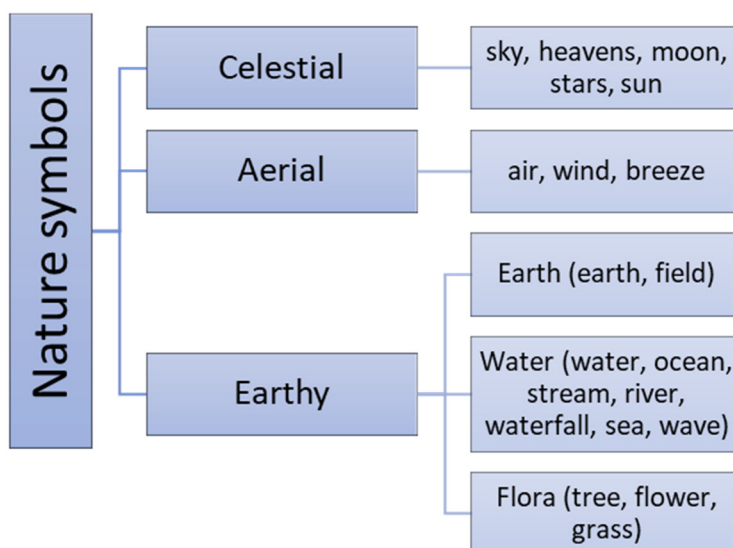 Nature symbols
Celestial
sky, heavens, moon,
stars, sun
Aerial
air, wind, breeze
Earthy
Earth (earth, field)
Water (water, ocean,
stream, river,
waterfall, sea, wave)
Flora (tree, flower,
grass)